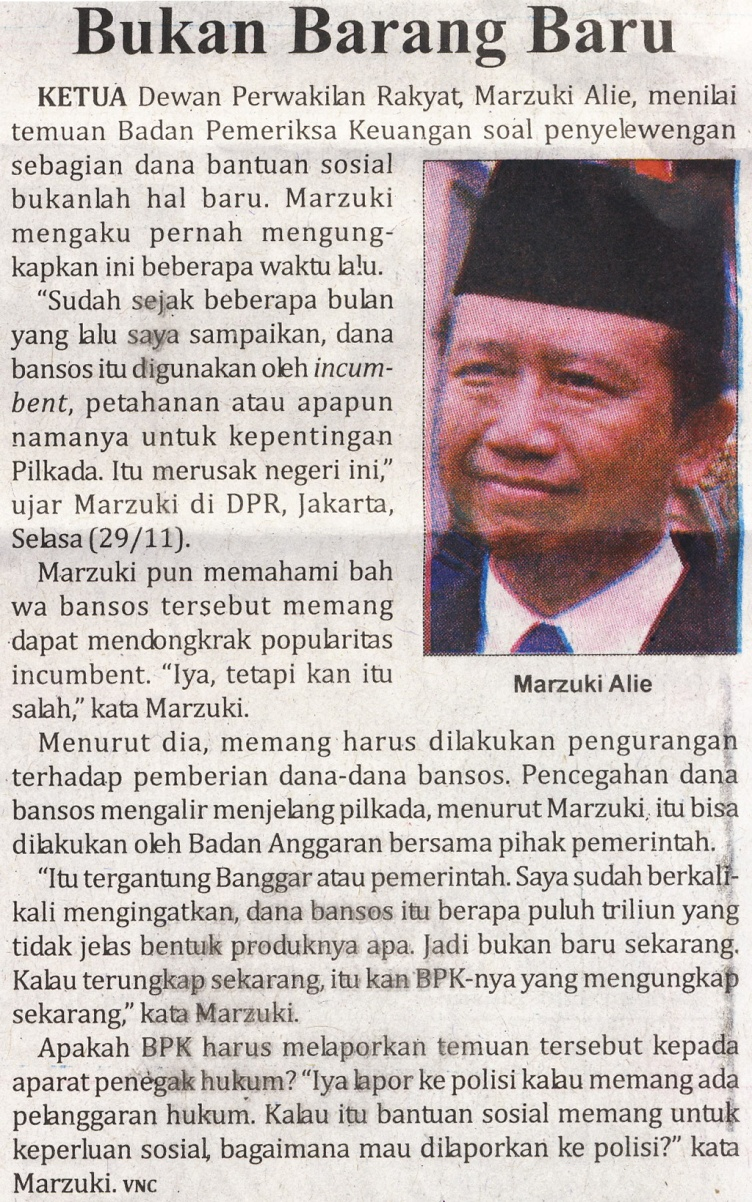 Bukan Barang Baru
KETUA Dewan Perwakilan Rakyat, Marzuki Alie, menilai
temuan Badan Pemeriksa Keuangan soal penyelewengan
sebagian dana bantuan sosial
bukanlah hal baru. Marzuki
mengaku pernah mengung-
kapkan ini beberapa waktu lalu.
“Sudah sejak beberapa bulan
yang lalu saya sampaikan, dana
bansos itu digunakan oleh incum-
bent, petahanan atau apapun
namanya untuk kepentingan
Pilkada. Itu merusak negeri ini,”
ujar Marzuki di DPR, Jakarta,
Selasa (29/11).
Marzuki pun memahami bah
wa bansos tersebut memang
dapat mendongkrak popularitas
incumbent. “Iya, tetapi kan itu
salah,” kata Marzuki.
Marzuki Alie
Menurut dia, memang harus dilakukan pengurangan
terhadap pemberian dana-dana bansos. Pencegahan dana
bansos mengalir menjelang pilkada, menurut Marzuki, itu bisa
dilakukan oleh Badan Anggaran bersama pihak pemerintah.
“Itu tergantung Banggar atau pemerintah. Saya sudah berkali-
kali mengingatkan, dana bansos itu berapa puluh triliun yang
tidak jelas bentuk produknya apa. Jadi bukan baru sekarang.
Kalau terungkap sekarang, itu kan BPK-nya yang mengungkap
sekarang,” kata Marzuki.
Apakah BPK harus melaporkan temuan tersebut kepada
aparat penegak hukum? “Iya lapor ke polisi kalau memang ada
pelanggaran hukum. Kalau itu bantuan sosial memang untuk
keperluan sosial, bagaimana mau dilaporkan ke polisi?” kata
Marzuki. VNC